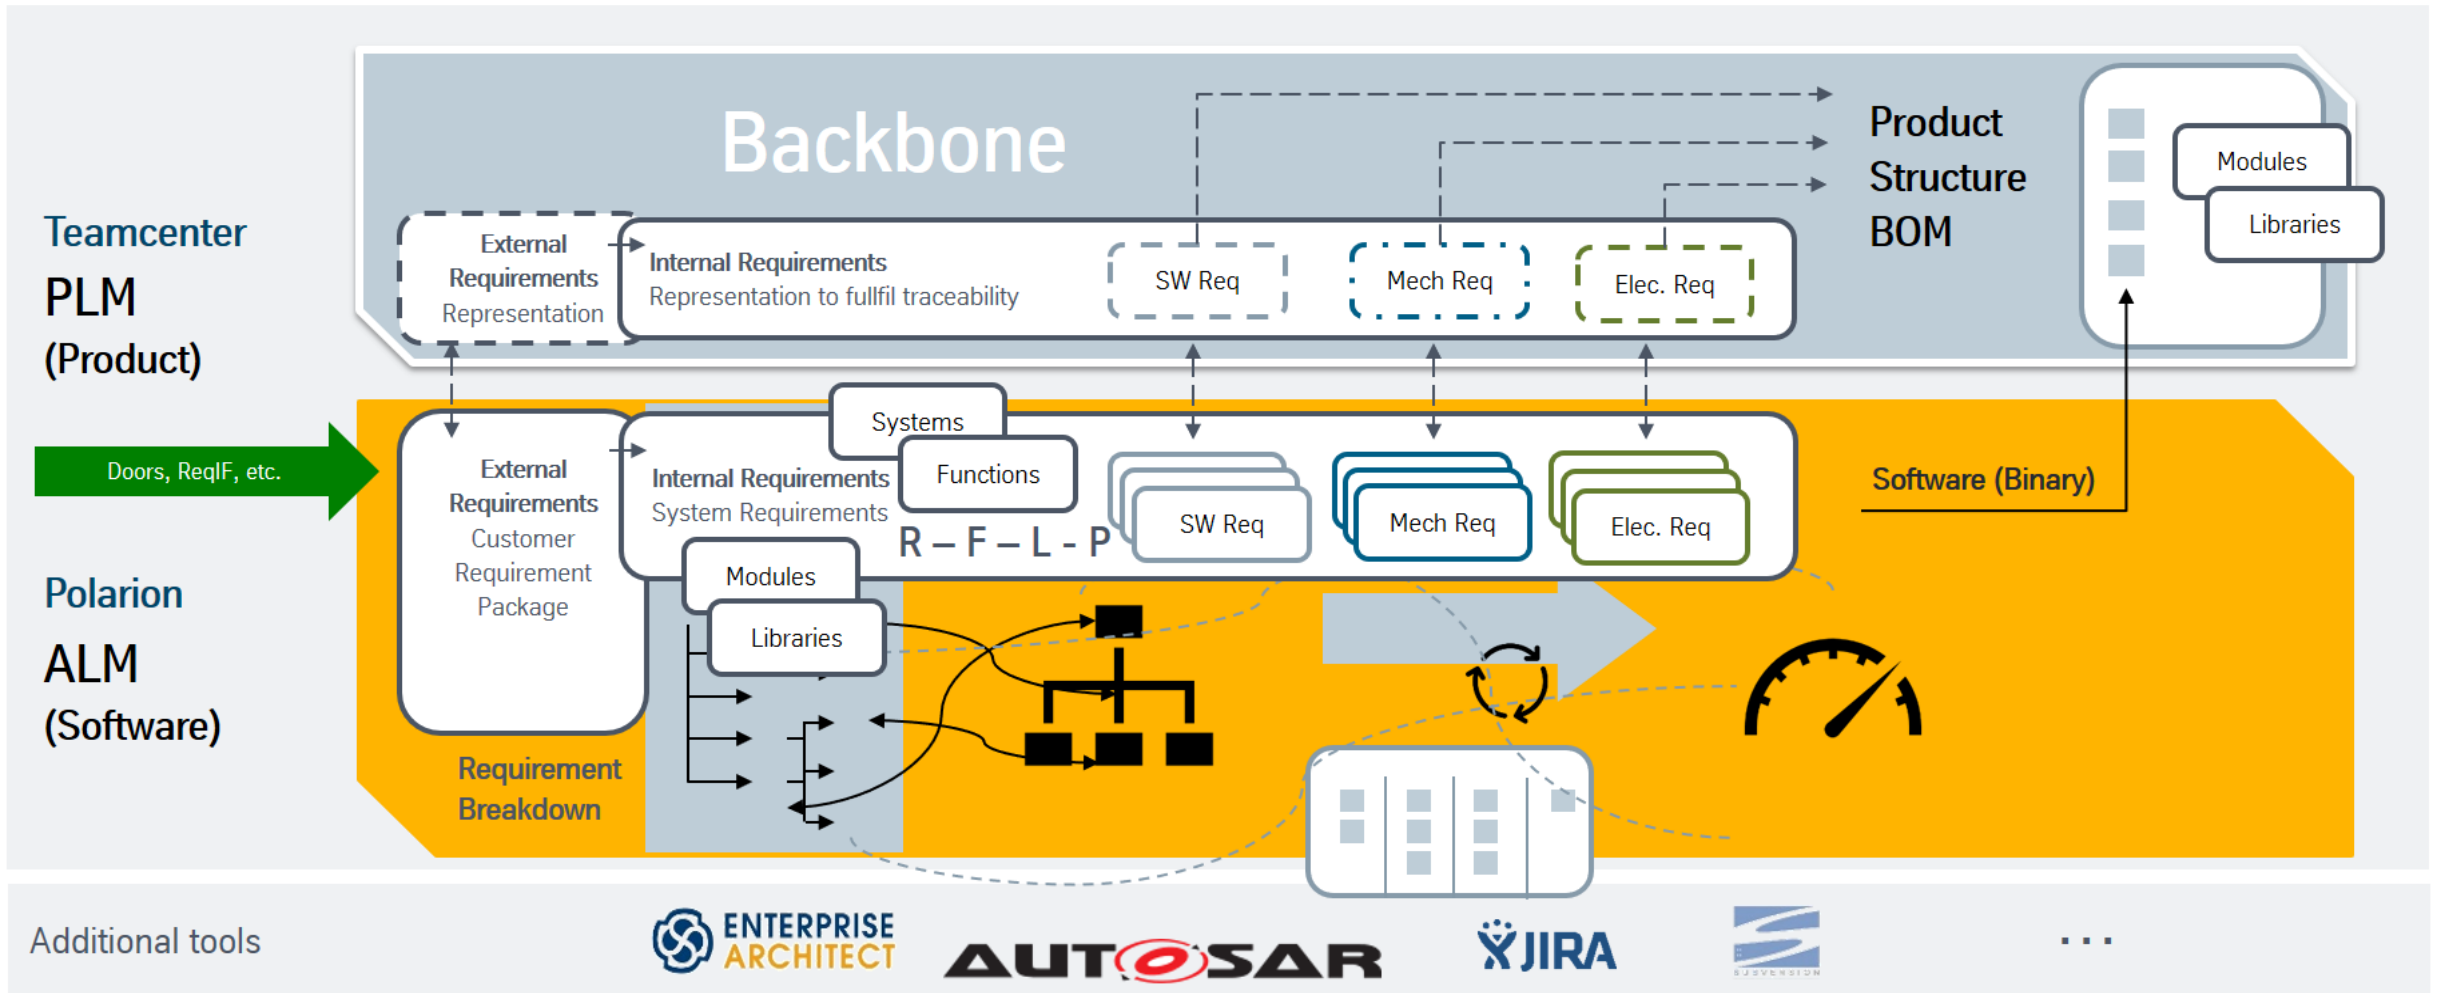 Backbone
Product
Structure
BOM
Modules
Libraries
Teamcenter
PLM
(Product)
External
Requirements
Representation
Internal Requirements
Representation to fullfil traceability
SW Req
Mech Req
Elec. Req
Doors, ReqIF, etc.
Polarion
ALM
(Software)
External
Requirements
Customer
Requirement
Package
Systems
Functions
Internal Requirements
System Requirements
R – F – L - P
Modules
Libraries
SW Req
Mech Req
Elec. Req
Software (Binary)
Requirement
Breakdown
Additional tools
ENTERPRISE
ARCHITECT
AUTOSAR
JIRA
SUBVERSION
...